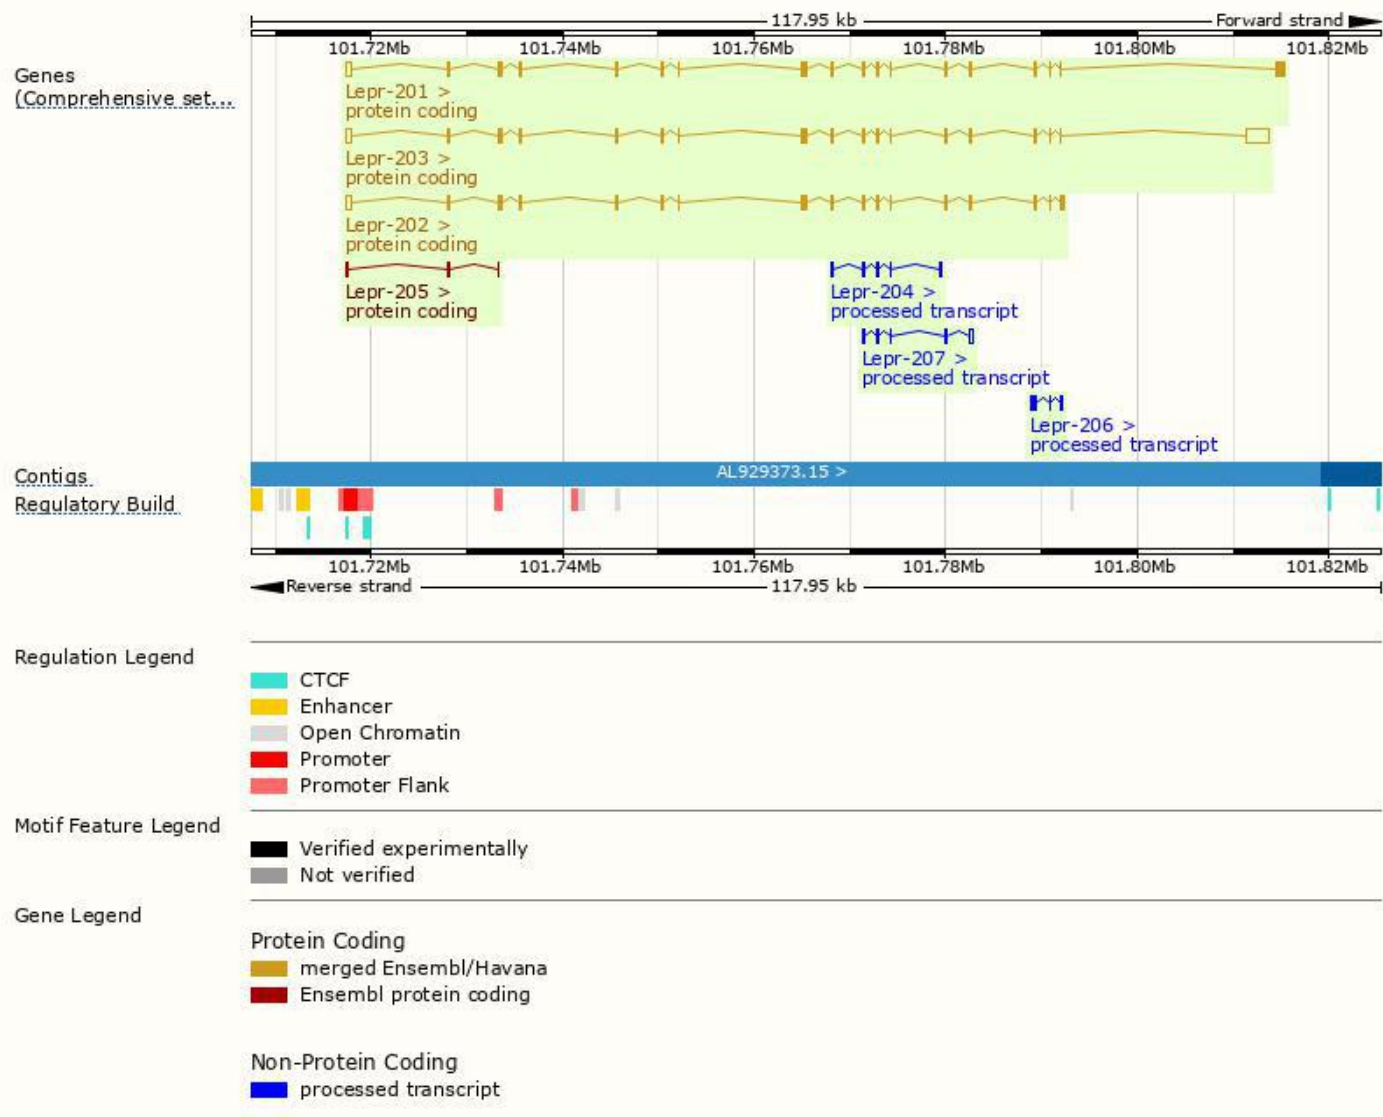 117.95 kb
Forward strand
101.72Mb 101.74Mb 101.76Mb 101.78Mb 101.80Mb 101.82Mb
Genes
(Comprehensive set...
Lepr-201 >
protein coding
Lepr-203 >
protein coding
Lepr-202 >
protein coding
Lepr-205 >
protein coding
Lepr-204 >
processed transcript
Lepr-207 >
processed transcript
Lepr-206 >
processed transcript
Contigs
AL929373.15 >
Regulatory Build
101.72Mb 101.74Mb 101.76Mb 101.78Mb 101.80Mb 101.82Mb
Reverse strand
117.95 kb
Regulation Legend
CTCF
Enhancer
Open Chromatin
Promoter
Promoter Flank
Motif Feature Legend
Verified experimentally
Not verified
Gene Legend
Protein Coding
merged Ensembl/Havana
Ensembl protein coding
Non-Protein Coding
processed transcript